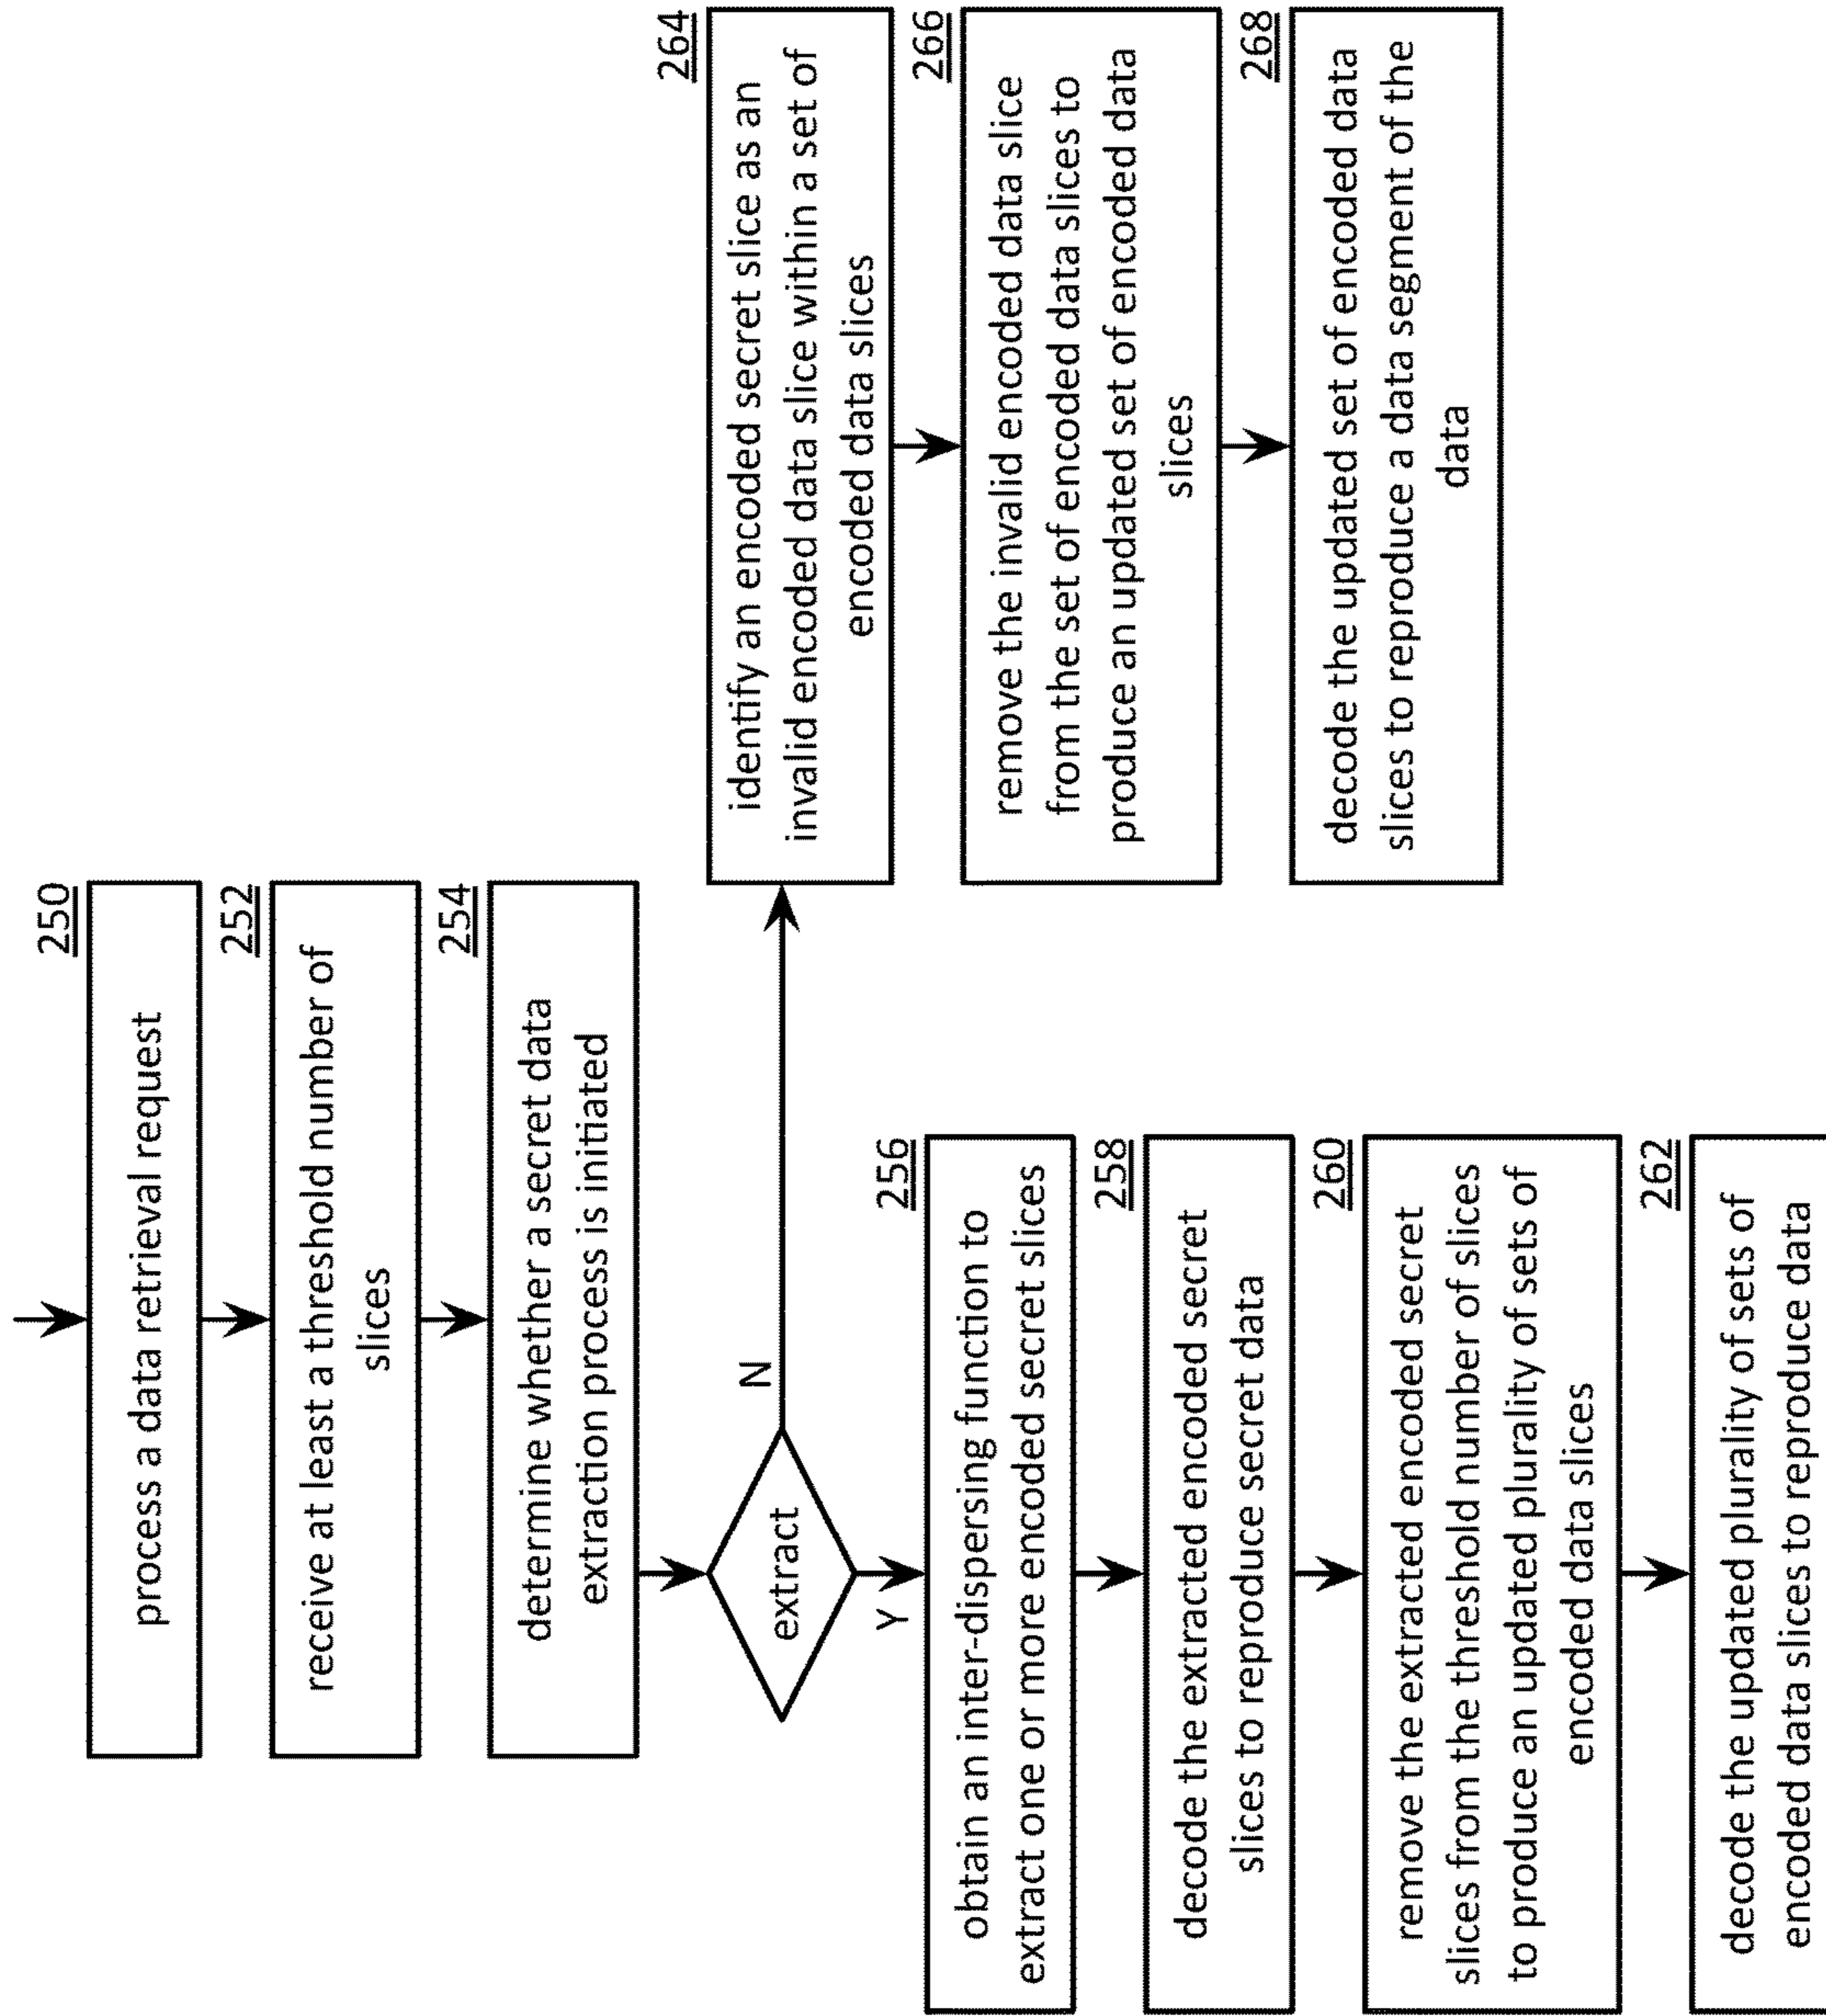 250
process a data retrieval request
252
receive at least a threshold number of
slices
254
determine whether a secret data
extraction process is initiated
extract
N
Y
256
obtain an inter-dispersing function to
extract one or more encoded secret slices
258
decode the extracted encoded secret
slices to reproduce secret data
260
remove the extracted encoded secret
slices from the threshold number of slices
to produce an updated plurality of sets of
encoded data slices
262
decode the updated plurality of sets of
encoded data slices to reproduce data
264
identify an encoded secret slice as an
invalid encoded data slice within a set of
encoded data slices
266
remove the invalid encoded data slice
from the set of encoded data slices to
produce an updated set of encoded data
slices
268
decode the updated set of encoded data
slices to reproduce a data segment of the
data